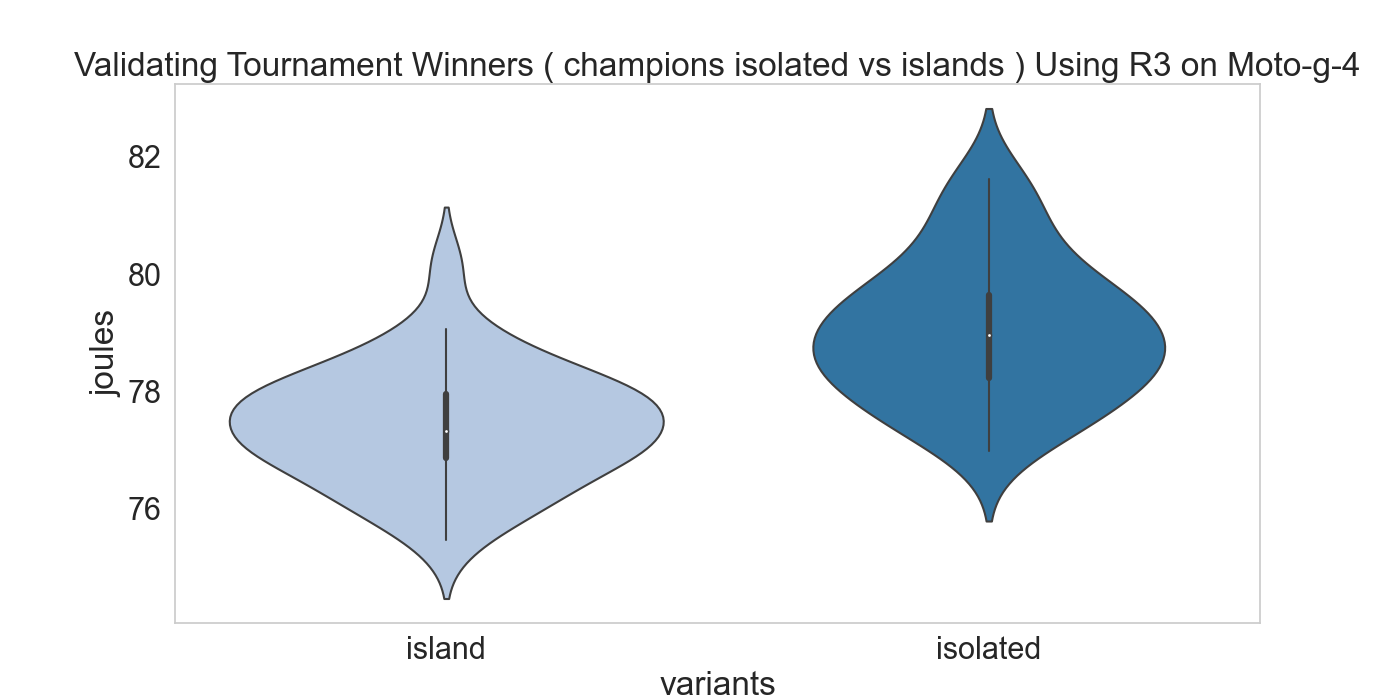 Validating Tournament Winners ( champions isolated vs islands ) Using R3 on Moto-g-4
82
80
78
76
joules
island
isolated
variants